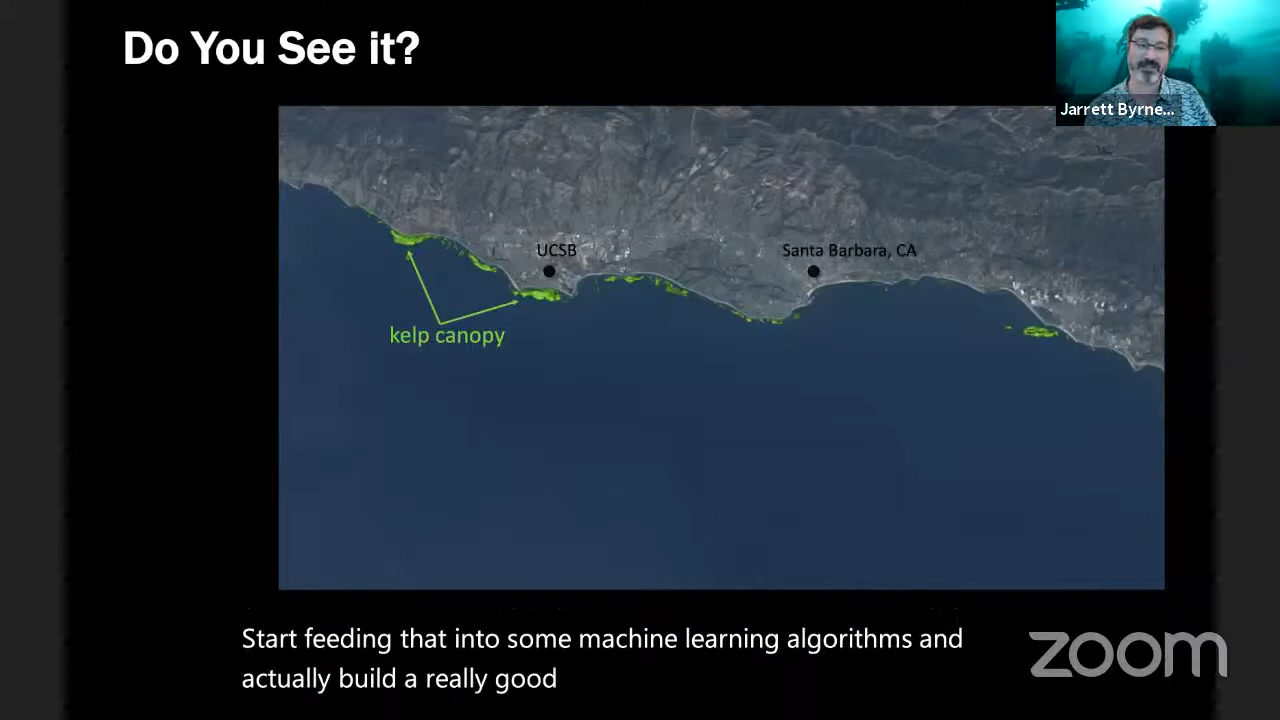 Do You See it?
Jarrett Byrne...
UCSB
Santa Barbara, CA
kelp canopy
Start feeding that into some machine learning algorithms and
actually build a really good
zoom